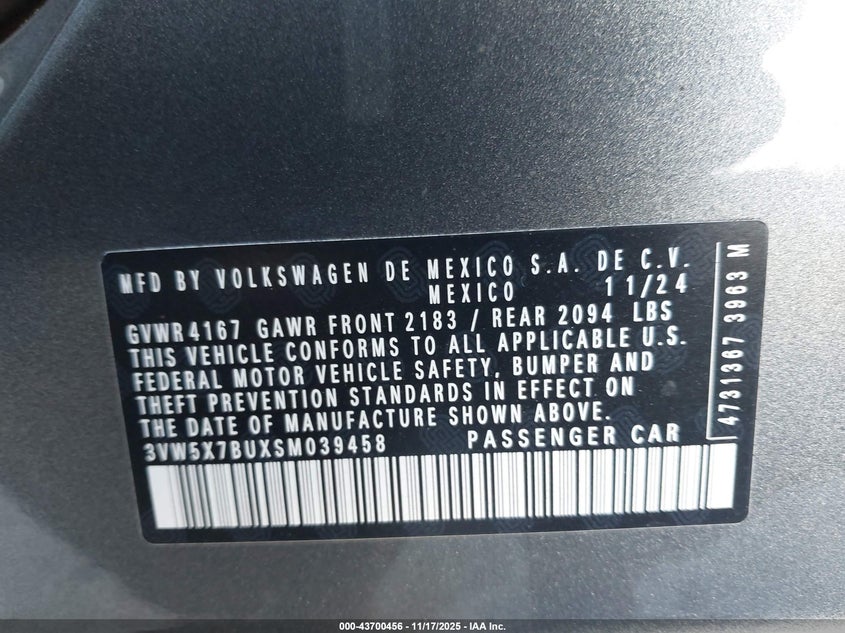 MFD BY VOLKSWAGEN DE MEXICO S.A. DE C.V.
MEXICO 11/24
GVWR 4167 GAWR FRONT 2183 / REAR 2094 LBS
THIS VEHICLE CONFORMS TO ALL APPLICABLE U.S.
FEDERAL MOTOR VEHICLE SAFETY, BUMPER AND
THEFT PREVENTION STANDARDS IN EFFECT ON
THE DATE OF MANUFACTURE SHOWN ABOVE.
3VW5X7BUXSM039458 PASSENGER CAR
4731367 3963 M
000-43700456 - 11/17/2025 - IAA Inc.